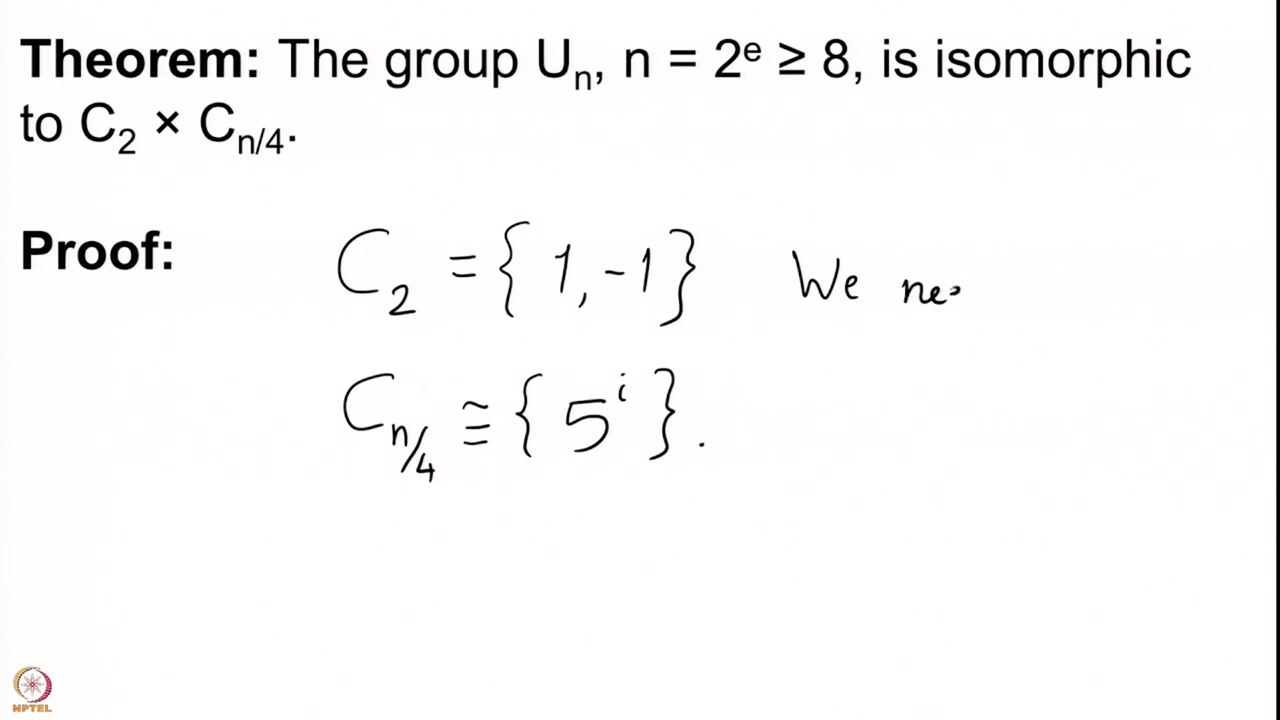 Theorem: The group Uₙ, n = 2ᵉ ≥ 8, is isomorphic
to C₂ × Cₙ/₄.
Proof:
C₂ = { 1, -1 } We
Cₙ/₄ ≅ { 5ⁱ }.
NPTEL